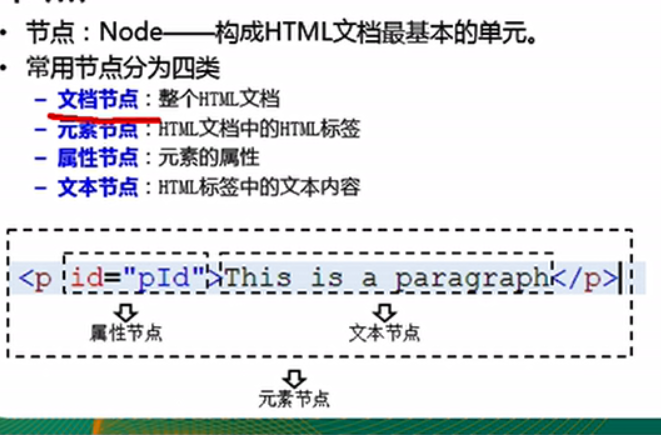 • 节点：Node——构成HTML文档最基本的单元。
• 常用节点分为四类
– 文档节点：整个HTML文档
– 元素节点：HTML文档中的HTML标签
– 属性节点：元素的属性
– 文本节点：HTML标签中的文本内容
<p id="pId">This is a paragraph</p>
属性节点 文本节点
元素节点